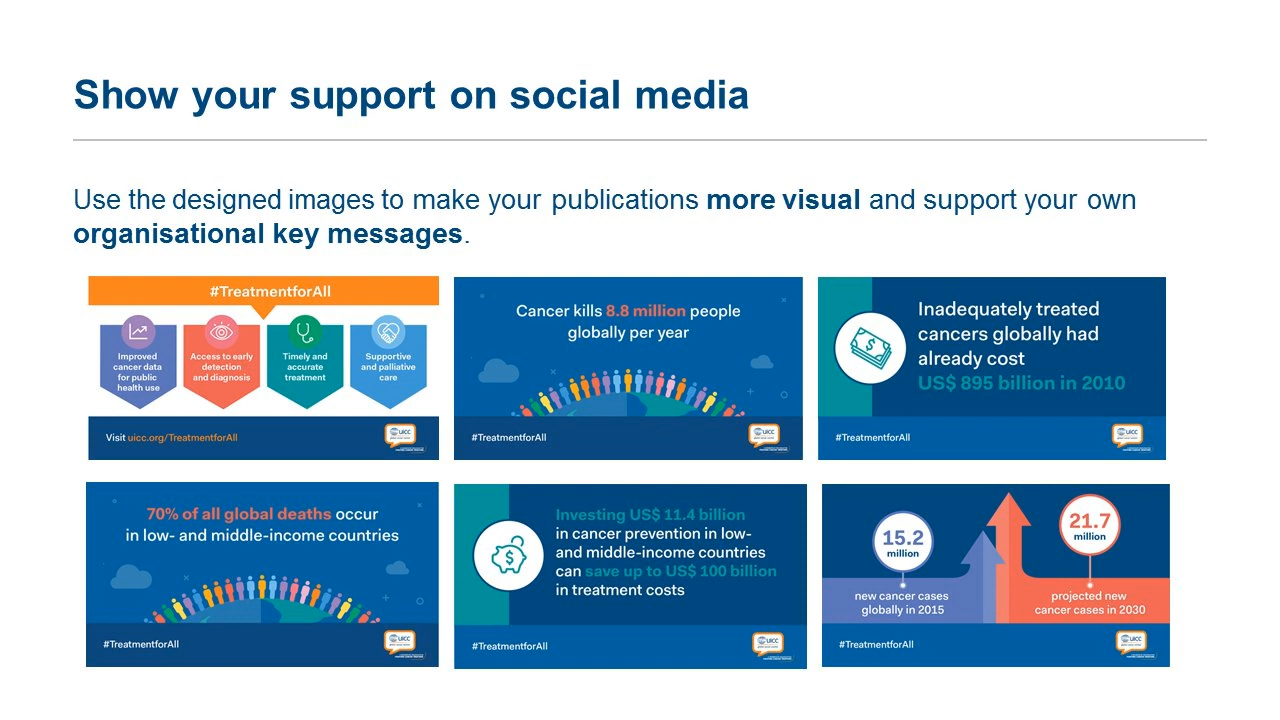 Show your support on social media
Use the designed images to make your publications more visual and support your own
organisational key messages.
#TreatmentforAll
Improved
cancer data
for public
health use
Access to early
detection
and diagnosis
Timely and
accurate
treatment
Supportive
and palliative
care
Visit uicc.org/TreatmentforAll
UICC
Cancer kills 8.8 million people
globally per year
#TreatmentforAll
UICC
Inadequately treated
cancers globally had
already cost
US$ 895 billion in 2010
#TreatmentforAll
UICC
70% of all global deaths occur
in low- and middle-income countries
#TreatmentforAll
UICC
Investing US$ 11.4 billion
in cancer prevention in low-
and middle-income countries
can save up to US$ 100 billion
in treatment costs
#TreatmentforAll
UICC
15.2
million
new cancer cases
globally in 2015
21.7
million
projected new
cancer cases in 2030
#TreatmentforAll
UICC